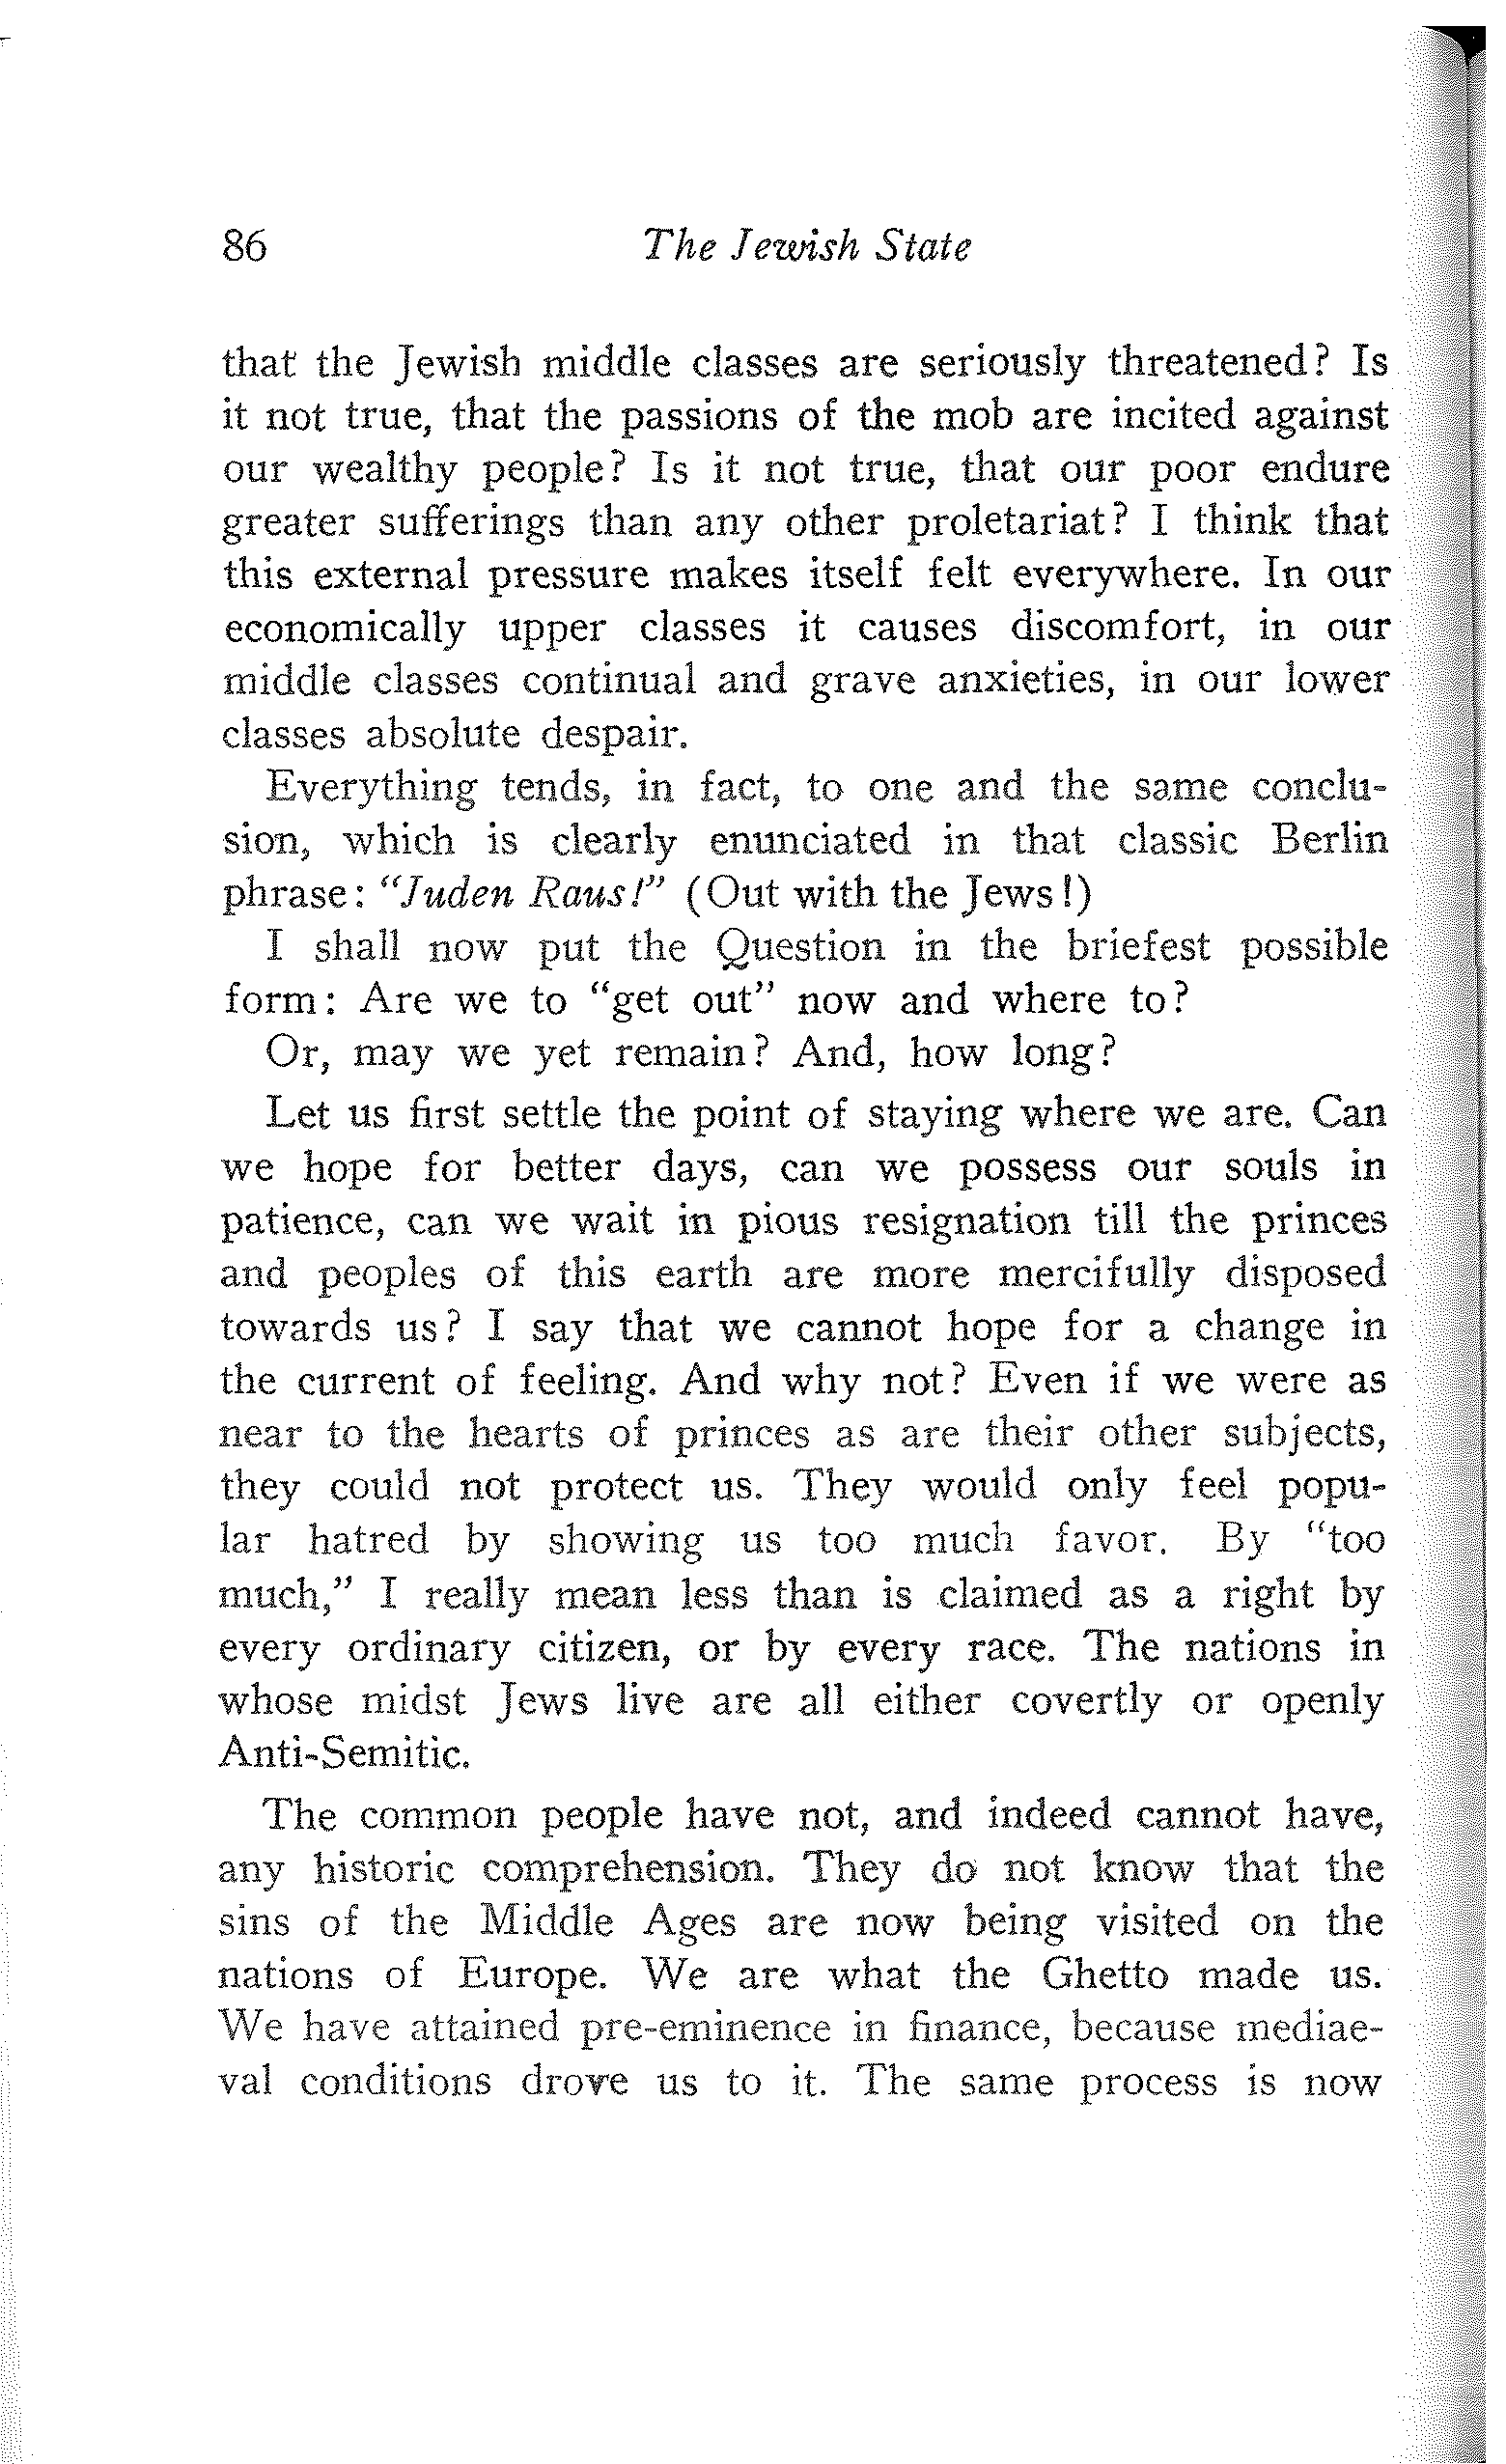 86 The Jewish State
that the Jewish middle classes are seriously threatened? Is
it not true, that the passions of the mob are incited against
our wealthy people? Is it not true, that our poor endure
greater sufferings than any other proletariat? I think that
this external pressure makes itself felt everywhere. In our
economically upper classes it causes discomfort, in our
middle classes continual and grave anxieties, in our lower
classes absolute despair.
Everything tends, in fact, to one and the same conclu-
sion, which is clearly enunciated in that classic Berlin
phrase: "Juden Raus!" (Out with the Jews!)
I shall now put the Question in the briefest possible
form: Are we to "get out" now and where to?
Or, may we yet remain? And, how long?
Let us first settle the point of staying where we are. Can
we hope for better days, can we possess our souls in
patience, can we wait in pious resignation till the princes
and peoples of this earth are more mercifully disposed
towards us? I say that we cannot hope for a change in
the current of feeling. And why not? Even if we were as
near to the hearts of princes as are their other subjects,
they could not protect us. They would only feel popu-
lar hatred by showing us too much favor. By "too
much," I really mean less than is claimed as a right by
every ordinary citizen, or by every race. The nations in
whose midst Jews live are all either covertly or openly
Anti-Semitic.
The common people have not, and indeed cannot have,
any historic comprehension. They do not know that the
sins of the Middle Ages are now being visited on the
nations of Europe. We are what the Ghetto made us.
We have attained pre-eminence in finance, because mediae-
val conditions drove us to it. The same process is now